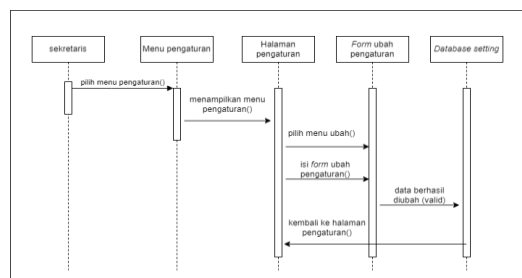 sekretaris
Menu pengaturan
Halaman
pengaturan
Form ubah
pengaturan
Database setting
pilih menu pengaturan()
menampilkan menu
pengaturan()
pilih menu ubah()
isi form ubah
pengaturan()
data berhasil
diubah (valid)
kembali ke halaman
pengaturan()